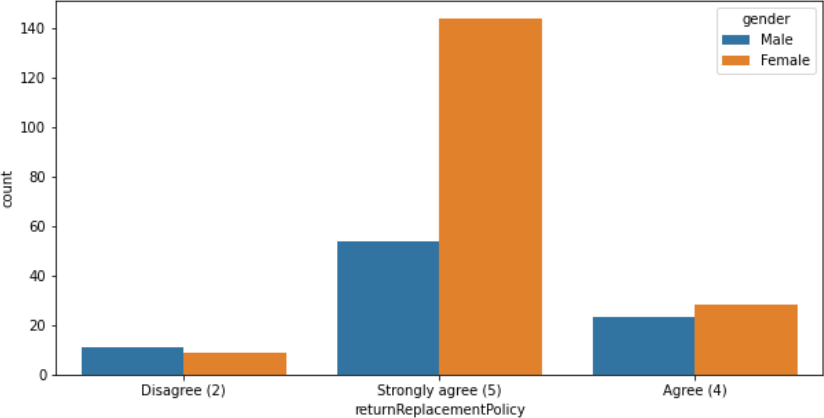 gender
Male
Female
140
120
100
80
60
40
20
0
count
Disagree (2)
Strongly agree (5)
Agree (4)
returnReplacementPolicy